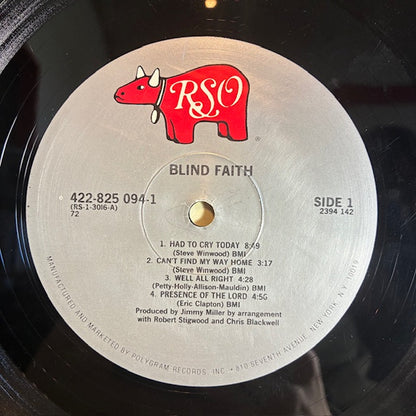 RSO
®
BLIND FAITH
422-825 094-1
(RS-1-3016-A)
72
SIDE 1
2394 142
1. HAD TO CRY TODAY 8:49
(Steve Winwood) BMI
2. CAN'T FIND MY WAY HOME 3:17
(Steve Winwood) BMI
3. WELL ALL RIGHT 4:28
(Petty-Holly-Allison-Mauldin) BMI
4. PRESENCE OF THE LORD 4:56
(Eric Clapton) BMI
Produced by Jimmy Miller by arrangement
with Robert Stigwood and Chris Blackwell
MANUFACTURED AND MARKETED BY POLYGRAM RECORDS, INC. • 810 SEVENTH AVENUE, NEW YORK, N.Y. 10019